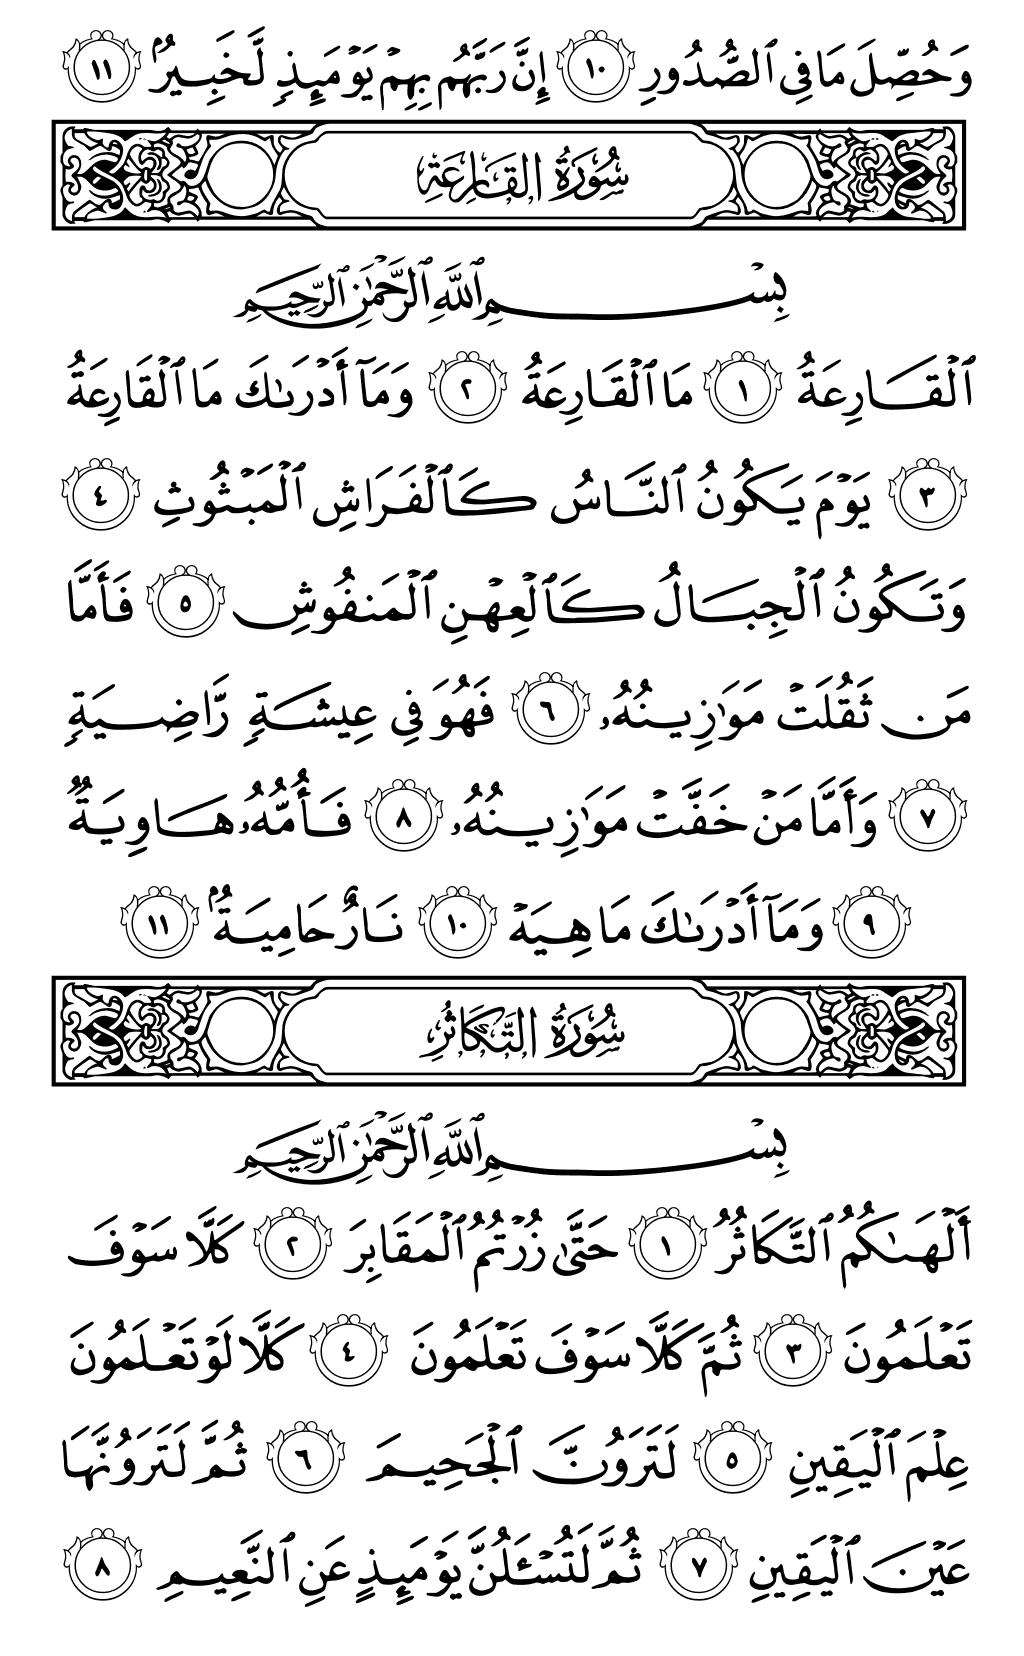 وَحُصِّلَ مَا فِي ٱلصُّدُورِ ١٠ إِنَّ رَبَّهُم بِهِمۡ يَوۡمَئِذٖ لَّخَبِيرُۢ ١١
سُورَةُ القَارِعَةِ
بِسۡمِ ٱللَّهِ ٱلرَّحۡمَٰنِ ٱلرَّحِيمِ
ٱلۡقَارِعَةُ ١ مَا ٱلۡقَارِعَةُ ٢ وَمَآ أَدۡرَىٰكَ مَا ٱلۡقَارِعَةُ
٣ يَوۡمَ يَكُونُ ٱلنَّاسُ كَٱلۡفَرَاشِ ٱلۡمَبۡثُوثِ ٤
وَتَكُونُ ٱلۡجِبَالُ كَٱلۡعِهۡنِ ٱلۡمَنفُوشِ ٥ فَأَمَّا
مَن ثَقُلَتۡ مَوَٰزِينُهُۥ ٦ فَهُوَ فِي عِيشَةٖ رَّاضِيَةٖ
٧ وَأَمَّا مَنۡ خَفَّتۡ مَوَٰزِينُهُۥ ٨ فَأُمُّهُۥ هَاوِيَةٞ
٩ وَمَآ أَدۡرَىٰكَ مَا هِيَهۡ ١٠ نَارٌ حَامِيَةُۢ ١١
سُورَةُ التَّكَاثُرِ
بِسۡمِ ٱللَّهِ ٱلرَّحۡمَٰنِ ٱلرَّحِيمِ
أَلۡهَىٰكُمُ ٱلتَّكَاثُرُ ١ حَتَّىٰ زُرۡتُمُ ٱلۡمَقَابِرَ ٢ كَلَّا سَوۡفَ
تَعۡلَمُونَ ٣ ثُمَّ كَلَّا سَوۡفَ تَعۡلَمُونَ ٤ كَلَّا لَوۡ تَعۡلَمُونَ
عِلۡمَ ٱلۡيَقِينِ ٥ لَتَرَوُنَّ ٱلۡجَحِيمَ ٦ ثُمَّ لَتَرَوُنَّهَا
عَيۡنَ ٱلۡيَقِينِ ٧ ثُمَّ لَتُسۡـَٔلُنَّ يَوۡمَئِذٍ عَنِ ٱلنَّعِيمِ ٨